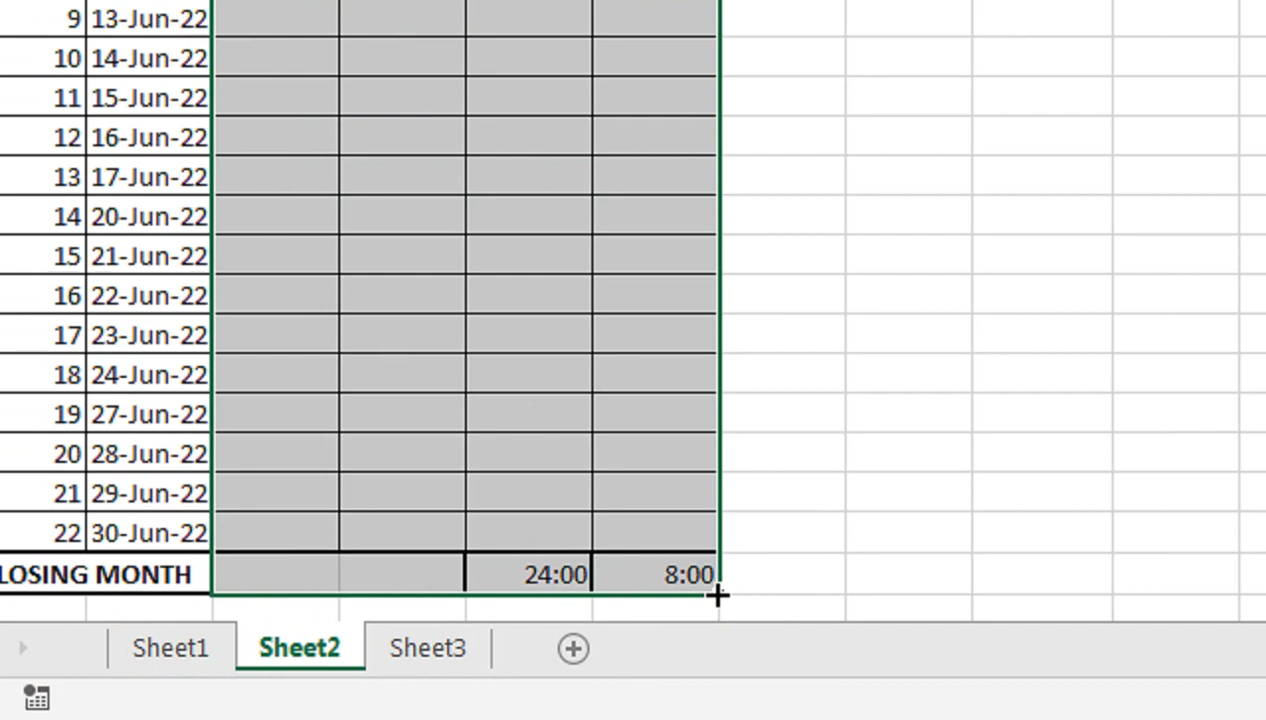 9 13-Jun-22
10 14-Jun-22
11 15-Jun-22
12 16-Jun-22
13 17-Jun-22
14 20-Jun-22
15 21-Jun-22
16 22-Jun-22
17 23-Jun-22
18 24-Jun-22
19 27-Jun-22
20 28-Jun-22
21 29-Jun-22
22 30-Jun-22
LOSING MONTH 24:00 8:00
Sheet1 Sheet2 Sheet3